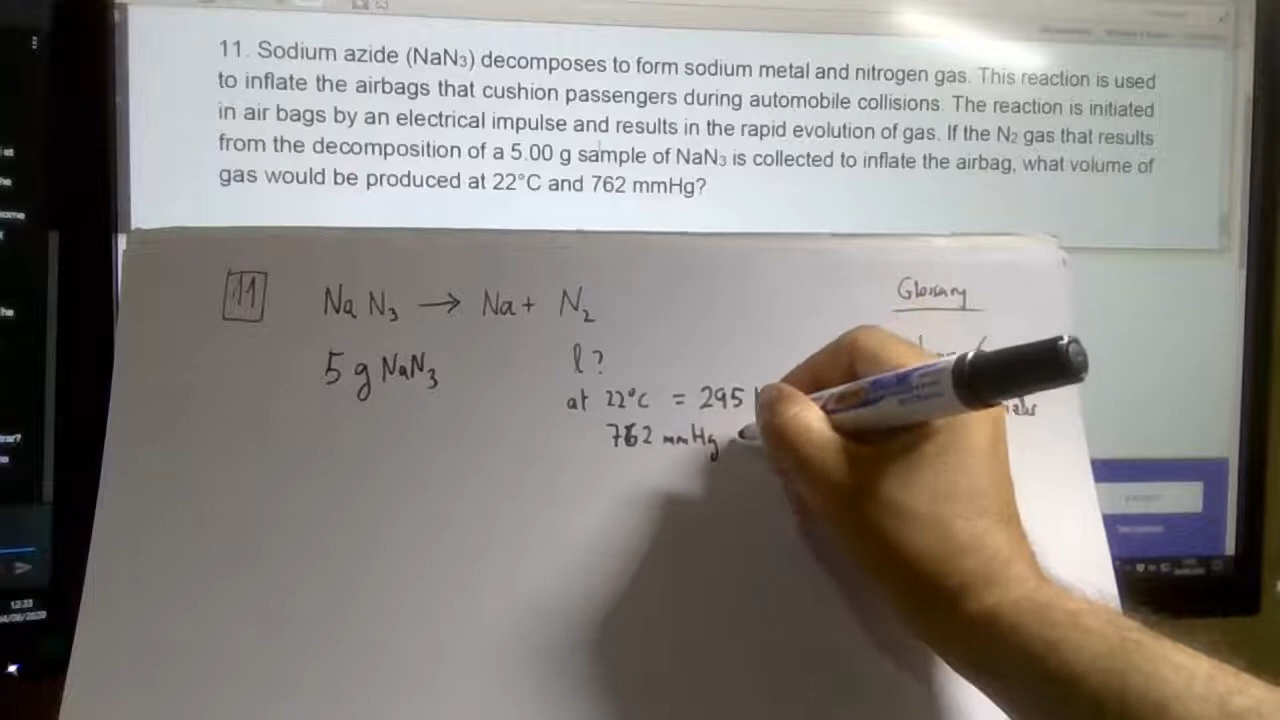 11. Sodium azide (NaN₃) decomposes to form sodium metal and nitrogen gas. This reaction is used
to inflate the airbags that cushion passengers during automobile collisions. The reaction is initiated
in air bags by an electrical impulse and results in the rapid evolution of gas. If the N₂ gas that results
from the decomposition of a 5.00 g sample of NaN₃ is collected to inflate the airbag, what volume of
gas would be produced at 22°C and 762 mmHg?
11 Na N₃ → Na + N₂
Glossary
5 g NaN₃
l?
at 22°C = 295
762 mmHg
12:33